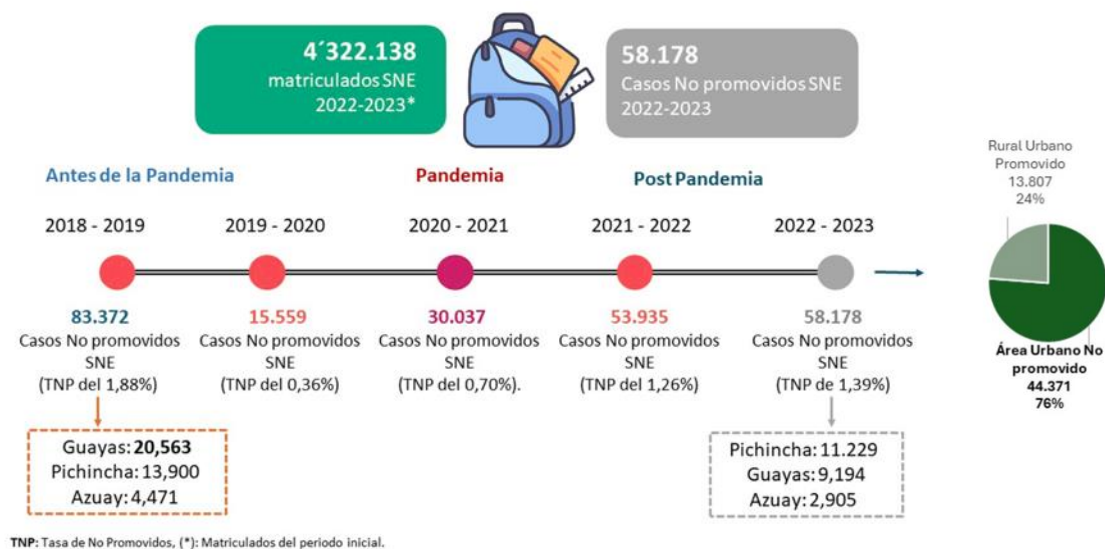 4´322.138
matriculados SNE
2022-2023*
58.178
Casos No promovidos SNE
2022-2023
Antes de la Pandemia
Pandemia
Post Pandemia
2018 - 2019
2019 - 2020
2020 - 2021
2021 - 2022
2022 - 2023
83.372
Casos No promovidos
SNE
(TNP del 1,88%)
15.559
Casos No promovidos
SNE
(TNP del 0,36%)
30.037
Casos No promovidos
SNE
(TNP del 0,70%).
53.935
Casos No promovidos
SNE
(TNP del 1,26%)
58.178
Casos No promovidos
SNE
(TNP de 1,39%)
Guayas: 20,563
Pichincha: 13,900
Azuay: 4,471
Pichincha: 11.229
Guayas: 9,194
Azuay: 2,905
Rural Urbano
Promovido
13.807
24%
Área Urbano No
promovido
44.371
76%
TNP: Tasa de No Promovidos, (*): Matriculados del periodo inicial.